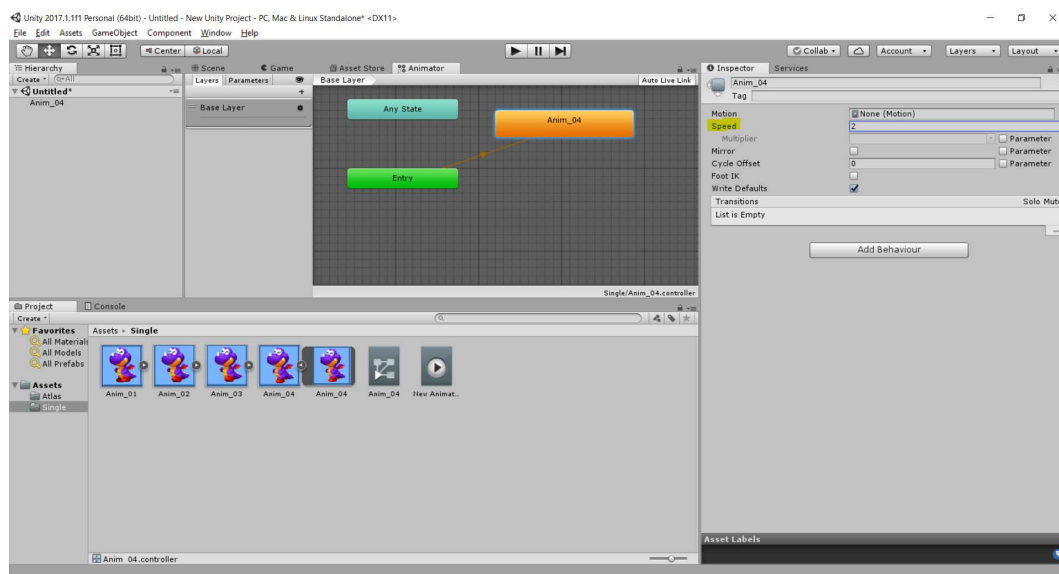 Unity 2017.1.1f1 Personal (64bit) - Untitled - New Unity Project - PC, Mac & Linux Standalone* <DX11>
File Edit Assets GameObject Component Window Help
Center Local
Collab Account Layers Layout
Hierarchy
Create All
Untitled*
Anim_04
Scene Game Asset Store Animator
Layers Parameters
Base Layer Auto Live Link
Base Layer
Any State
Anim_04
Entry
Single/Anim_04.controller
Inspector Services
Anim_04
Tag
Motion None (Motion)
Speed 2
Multiplier Parameter
Mirror Parameter
Cycle Offset 0 Parameter
Foot IK
Write Defaults
Transitions Solo Mute
List is Empty
Add Behaviour
Project Console
Create
Favorites
All Materials
All Models
All Prefabs
Assets
Atlas
Single
Assets Single
Anim_01 Anim_02 Anim_03 Anim_04 Anim_04 Anim_04 New Animat...
Anim_04.controller
Asset Labels